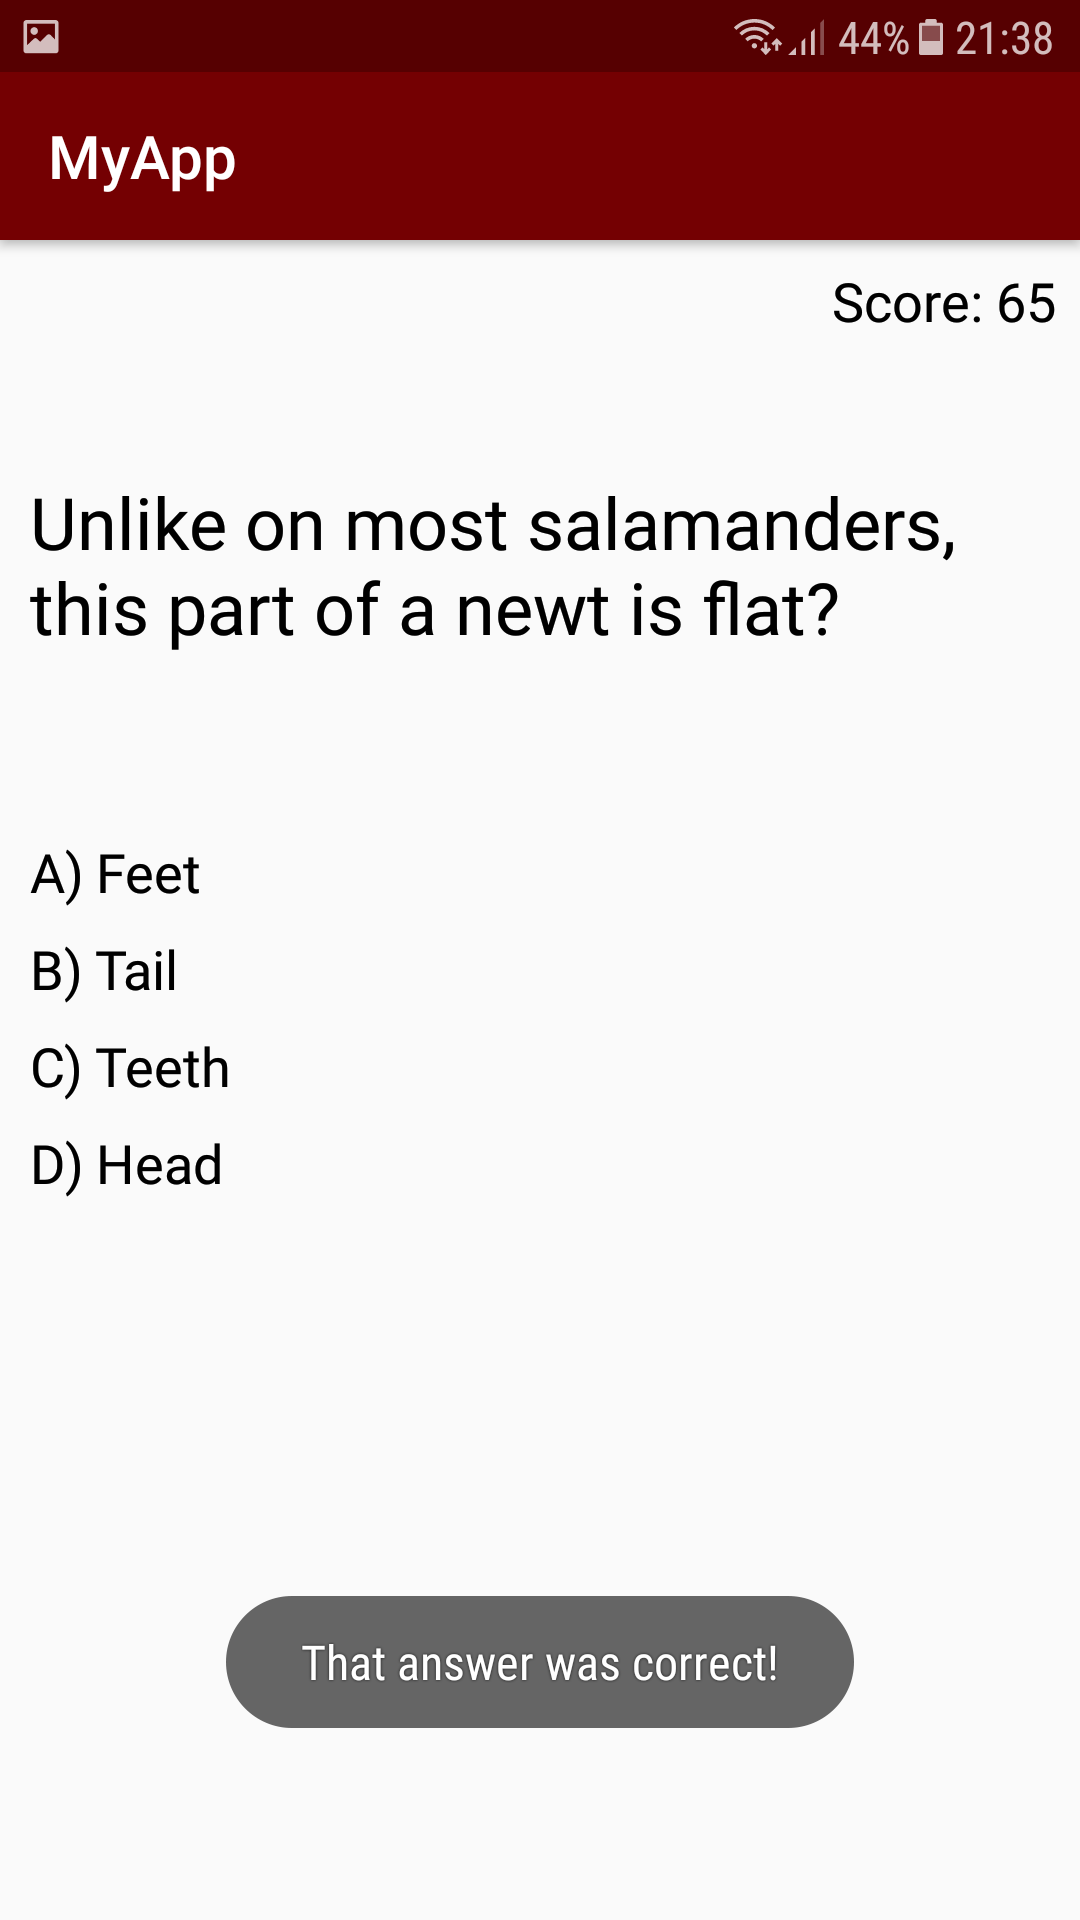 44% 21:38
MyApp
Score: 65
Unlike on most salamanders,
this part of a newt is flat?
A) Feet
B) Tail
C) Teeth
D) Head
That answer was correct!